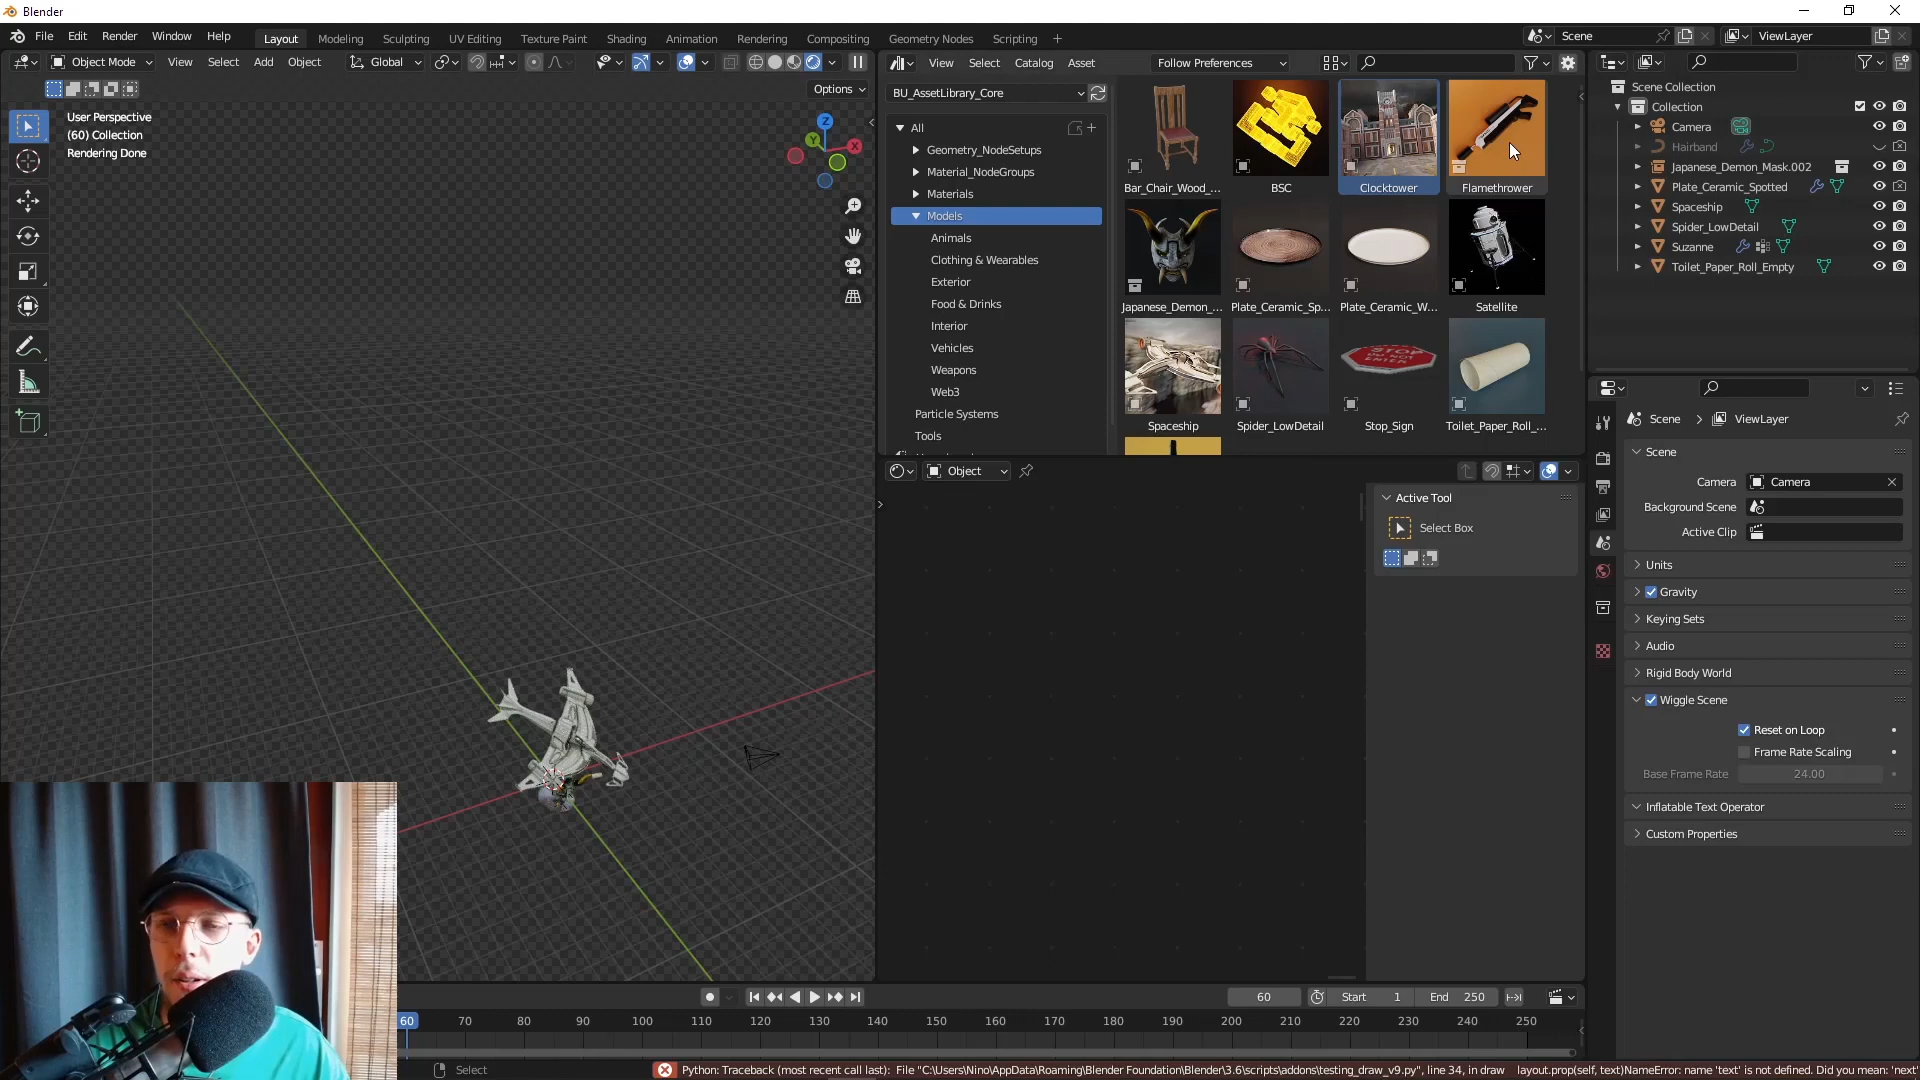 Blender
File Edit Render Window Help Layout Modeling Sculpting UV Editing Texture Paint Shading Animation Rendering Compositing Geometry Nodes Scripting + Scene ViewLayer
Object Mode View Select Add Object Global
Options
User Perspective
(60) Collection
Rendering Done
Z
Y
X
View Select Catalog Asset Follow Preferences
BU_AssetLibrary_Core
All
Geometry_NodeSetups
Material_NodeGroups
Materials
Models
Animals
Clothing & Wearables
Exterior
Food & Drinks
Interior
Vehicles
Weapons
Web3
Particle Systems
Tools
Bar_Chair_Wood_... BSC Clocktower Flamethrower
Japanese_Demon_... Plate_Ceramic_Sp... Plate_Ceramic_W... Satellite
STOP
DO NOT
ENTER
Spaceship Spider_LowDetail Stop_Sign Toilet_Paper_Roll_...
Object
Active Tool
Select Box
Scene Collection
Collection
Camera
Hairband
Japanese_Demon_Mask.002
Plate_Ceramic_Spotted
Spaceship
Spider_LowDetail
Suzanne
Toilet_Paper_Roll_Empty
Scene > ViewLayer
Scene
Camera Camera
Background Scene
Active Clip
Units
Gravity
Keying Sets
Audio
Rigid Body World
Wiggle Scene
Reset on Loop
Frame Rate Scaling
Base Frame Rate 24.00
Inflatable Text Operator
Custom Properties
60 Start 1 End 250
60 70 80 90 100 110 120 130 140 150 160 170 180 190 200 210 220 230 240 250
Select Python: Traceback (most recent call last): File "C:\Users\Nino\AppData\Roaming\Blender Foundation\Blender\3.6\scripts\addons\testing_draw_v9.py", line 34, in draw layout.prop(self, text)NameError: name 'text' is not defined. Did you mean: 'next'